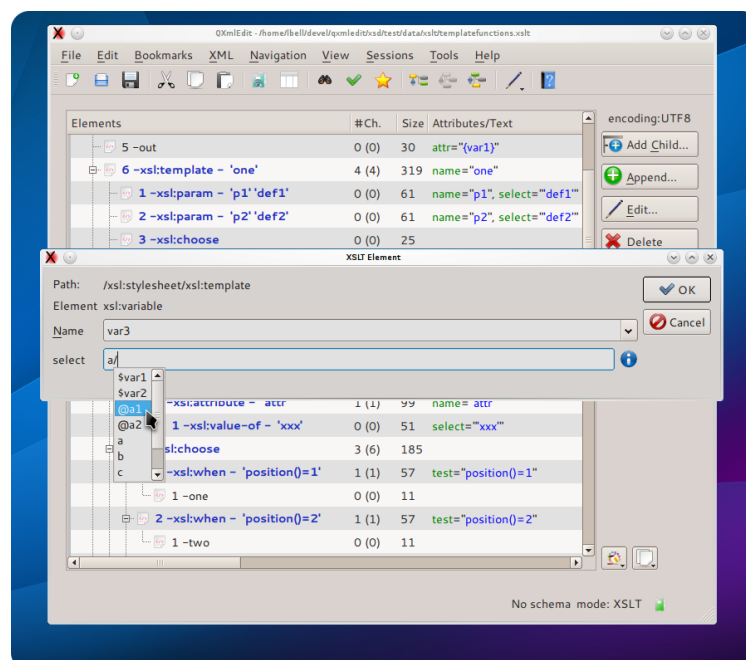 QXmlEdit - /home/lbell/devel/qxmledit/xsd/test/data/xslt/templatefunctions.xslt
File Edit Bookmarks XML Navigation View Sessions Tools Help
Elements #Ch. Size Attributes/Text
encoding:UTF8
5 -out 0 (0) 30 attr="{var1}"
Add Child...
6 -xsl:template - 'one' 4 (4) 319 name="one"
1 -xsl:param - 'p1' 'def1' 0 (0) 61 name="p1", select="'def1'"
Append...
2 -xsl:param - 'p2' 'def2' 0 (0) 61 name="p2", select="'def2'"
Edit...
3 -xsl:choose 0 (0) 25
Delete
XSLT Element
Path: /xsl:stylesheet/xsl:template
OK
Element xsl:variable
Name var3
Cancel
select a/
$var1
$var2
@a1
@a2
a
b
c
-xsl:attribute - attr 1 (1) 99 name= attr
1 -xsl:value-of - 'xxx' 0 (0) 51 select="'xxx'"
sl:choose 3 (6) 185
-xsl:when - 'position()=1' 1 (1) 57 test="position()=1"
1 -one 0 (0) 11
2 -xsl:when - 'position()=2' 1 (1) 57 test="position()=2"
1 -two 0 (0) 11
No schema mode: XSLT